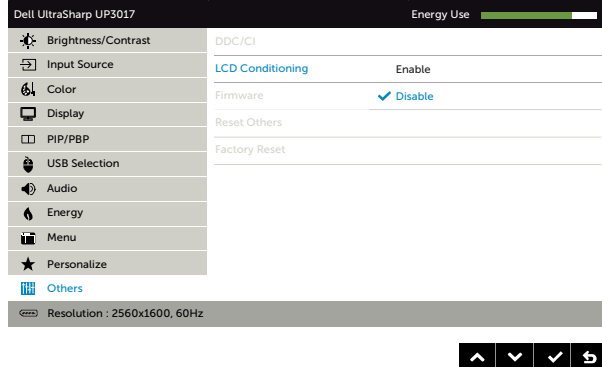 Dell UltraSharp UP3017 Energy Use
Brightness/Contrast DDC/CI
Input Source LCD Conditioning Enable
Color Firmware Disable
Display Reset Others
PIP/PBP Factory Reset
USB Selection
Audio
Energy
Menu
Personalize
Others
Resolution : 2560x1600, 60Hz